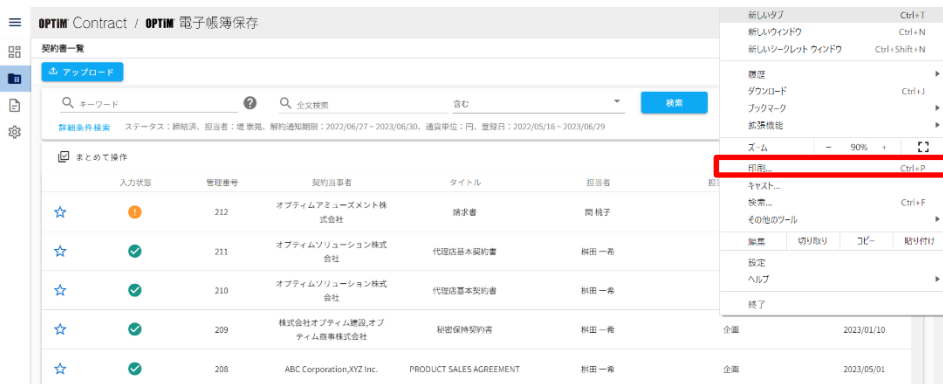 OPTiM Contract / OPTiM 電子帳簿保存
契約書一覧
アップロード
キーワード ? 全文検索 含む 検索
詳細条件検索 ステータス：締結済、担当者：堤 崇晃、解約通知期限：2022/06/27～2023/06/30、通貨単位：円、登録日：2022/05/16～2023/06/29
まとめて操作
入力状態 管理番号 契約当事者 タイトル 担当者
212 オプティムアミューズメント株式会社 請求書 関 桃子
211 オプティムソリューション株式会社 代理店基本契約書 桝田 一希
210 オプティムソリューション株式会社 代理店基本契約書 桝田 一希
209 株式会社オプティム建設,オプティム商事株式会社 秘密保持契約書 桝田 一希 企画 2023/01/10
208 ABC Corporation,XYZ Inc. PRODUCT SALES AGREEMENT 桝田 一希 企画 2023/05/01
新しいタブ Ctrl+T
新しいウィンドウ Ctrl+N
新しいシークレット ウィンドウ Ctrl+Shift+N
履歴
ダウンロード Ctrl+J
ブックマーク
拡張機能
ズーム - 90% +
印刷... Ctrl+P
キャスト...
検索... Ctrl+F
その他のツール
編集 切り取り コピー 貼り付け
設定
ヘルプ
終了